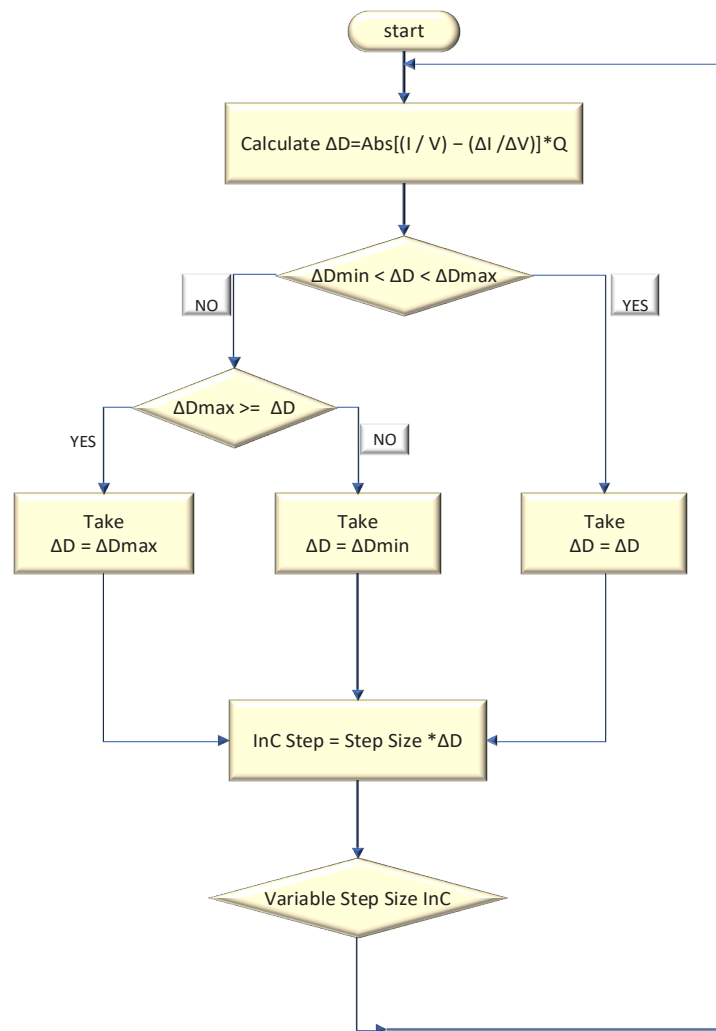 start
Calculate ΔD=Abs[(I / V) − (ΔI /ΔV)]*Q
ΔDmin < ΔD < ΔDmax
NO
YES
ΔDmax >= ΔD
YES
NO
Take
ΔD = ΔDmax
Take
ΔD = ΔDmin
Take
ΔD = ΔD
InC Step = Step Size *ΔD
Variable Step Size InC